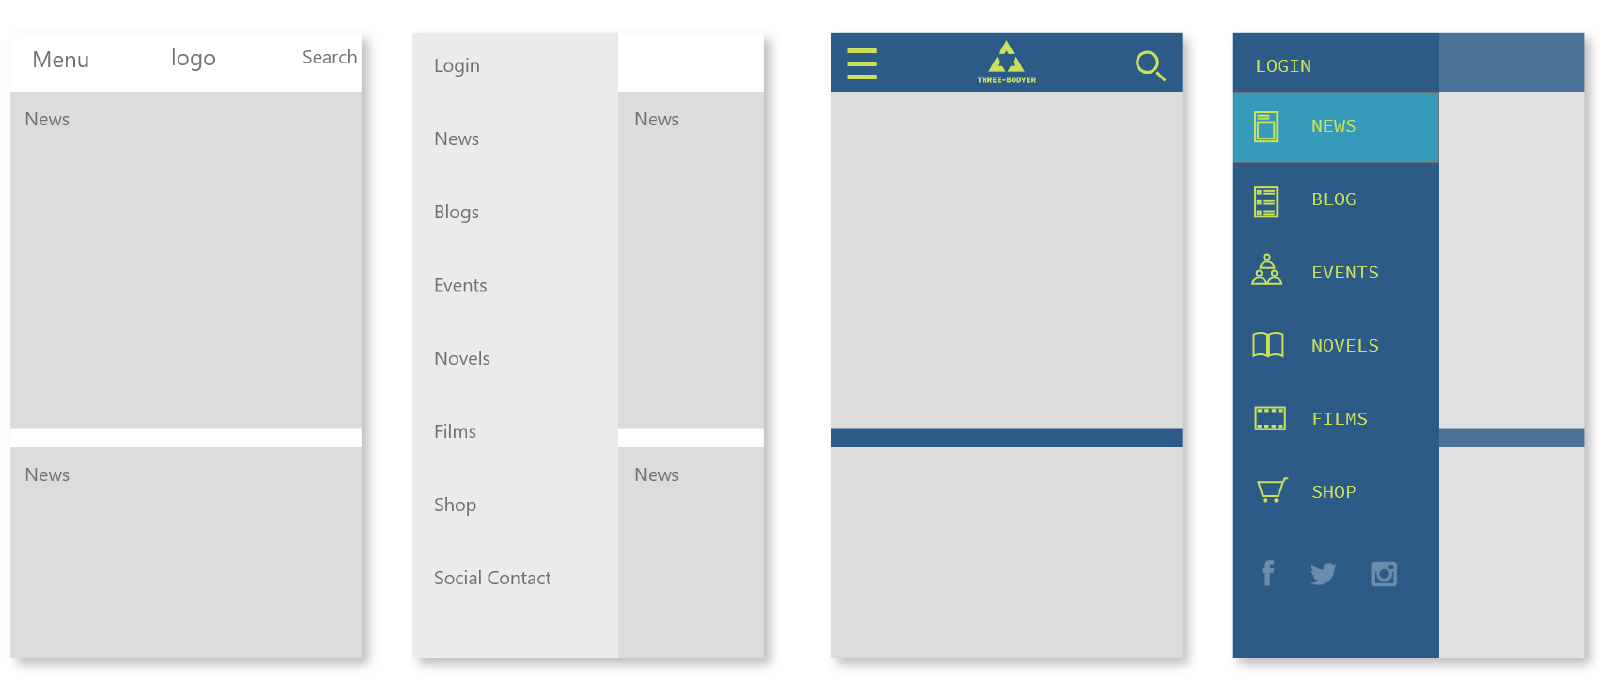 Menu logo Search
News
News
Login
News
Blogs
Events
Novels
Films
Shop
Social Contact
News
News
THREE-BODYER
LOGIN
NEWS
BLOG
EVENTS
NOVELS
FILMS
SHOP